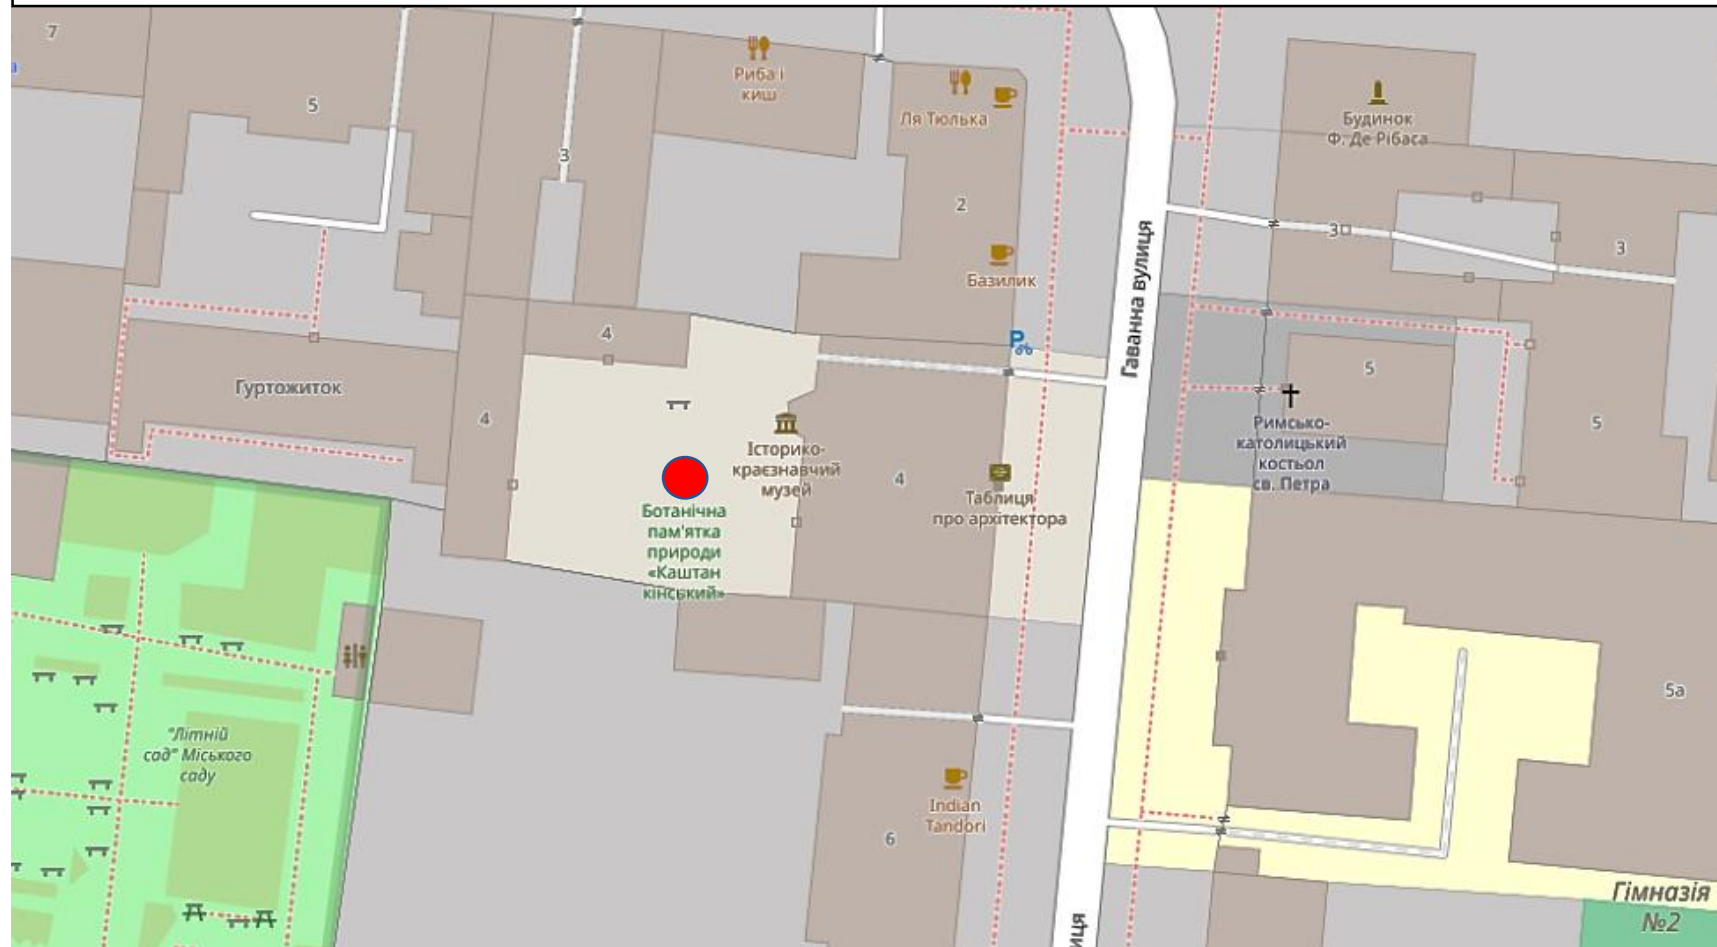 7
а
5
3
Риба і
киш
Ля Тюлька
2
Базилик
Будинок
Ф. Де Рібаса
3
3
Гаванна вулиця
4
Гуртожиток
4
Історико-
краєзнавчий
музей
4
Таблиця
про архітектора
5
Римсько-
католицький
костьол
св. Петра
5
Ботанічна
пам'ятка
природи
«Каштан
кінський»
"Літній
сад" Міського
саду
5а
Indian
Tandori
6
Гімназія
№2
иця